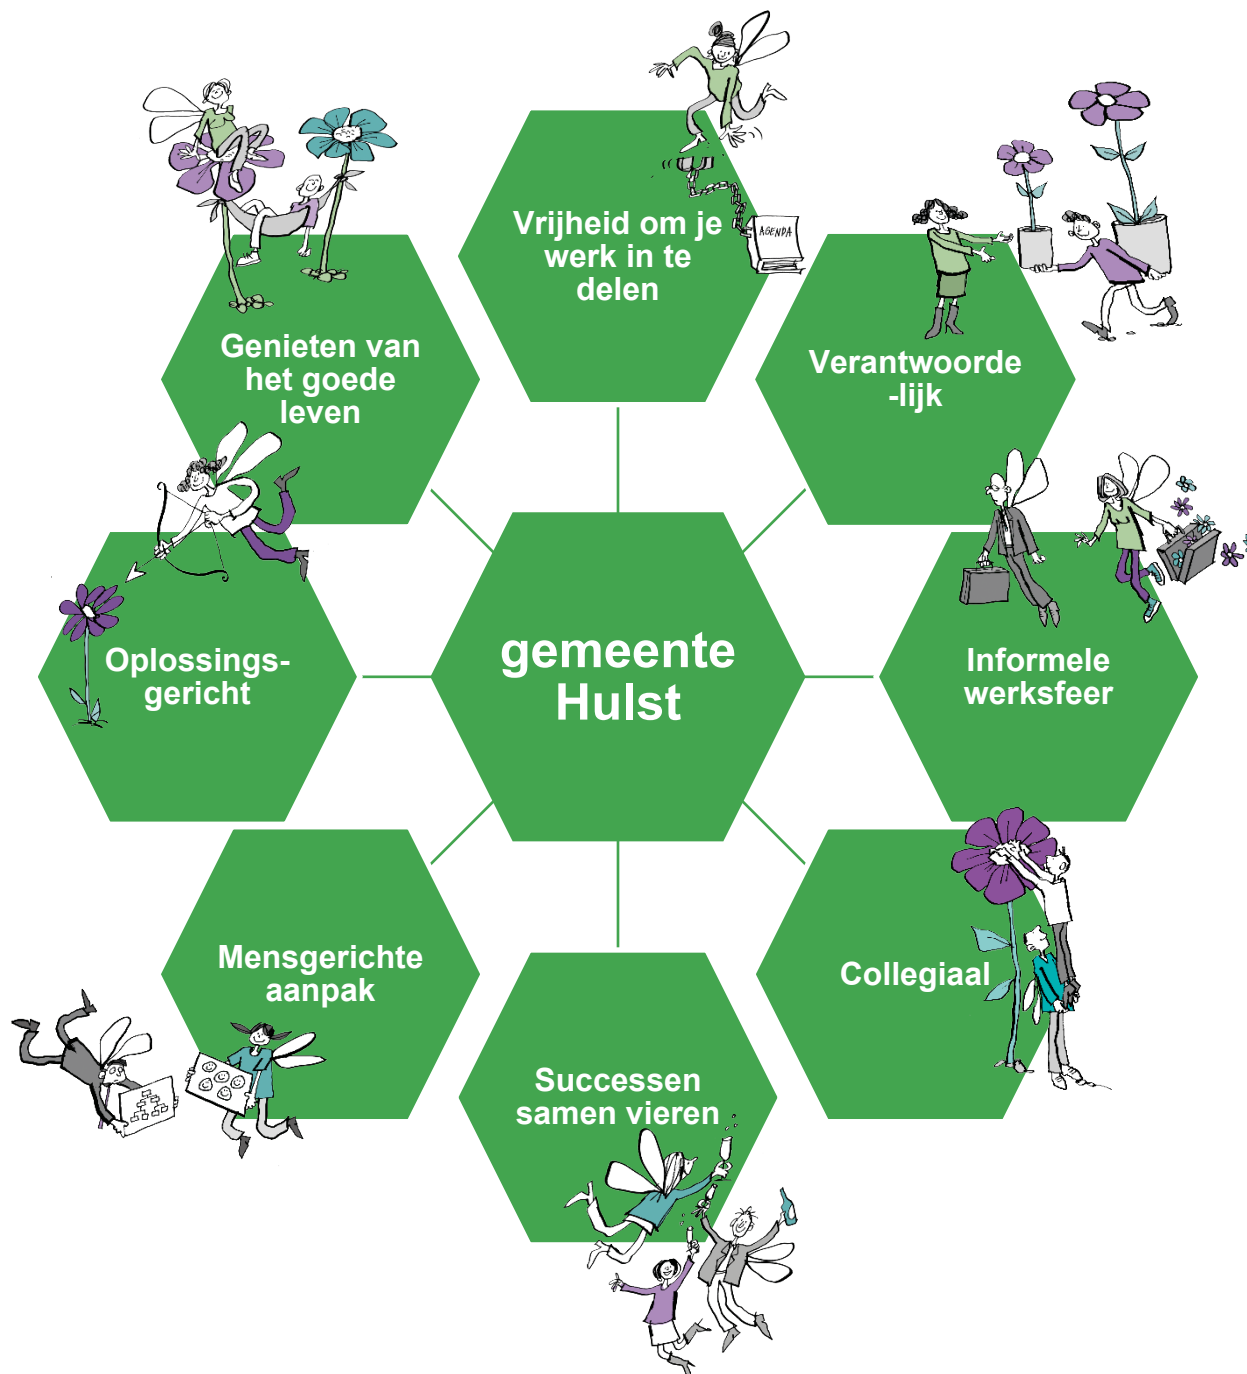 Vrijheid om je
werk in te
delen
AGENDA
Genieten van
het goede
leven
Verantwoorde
-lijk
Oplossings-
gericht
gemeente
Hulst
Informele
werksfeer
Mensgerichte
aanpak
Collegiaal
Successen
samen vieren